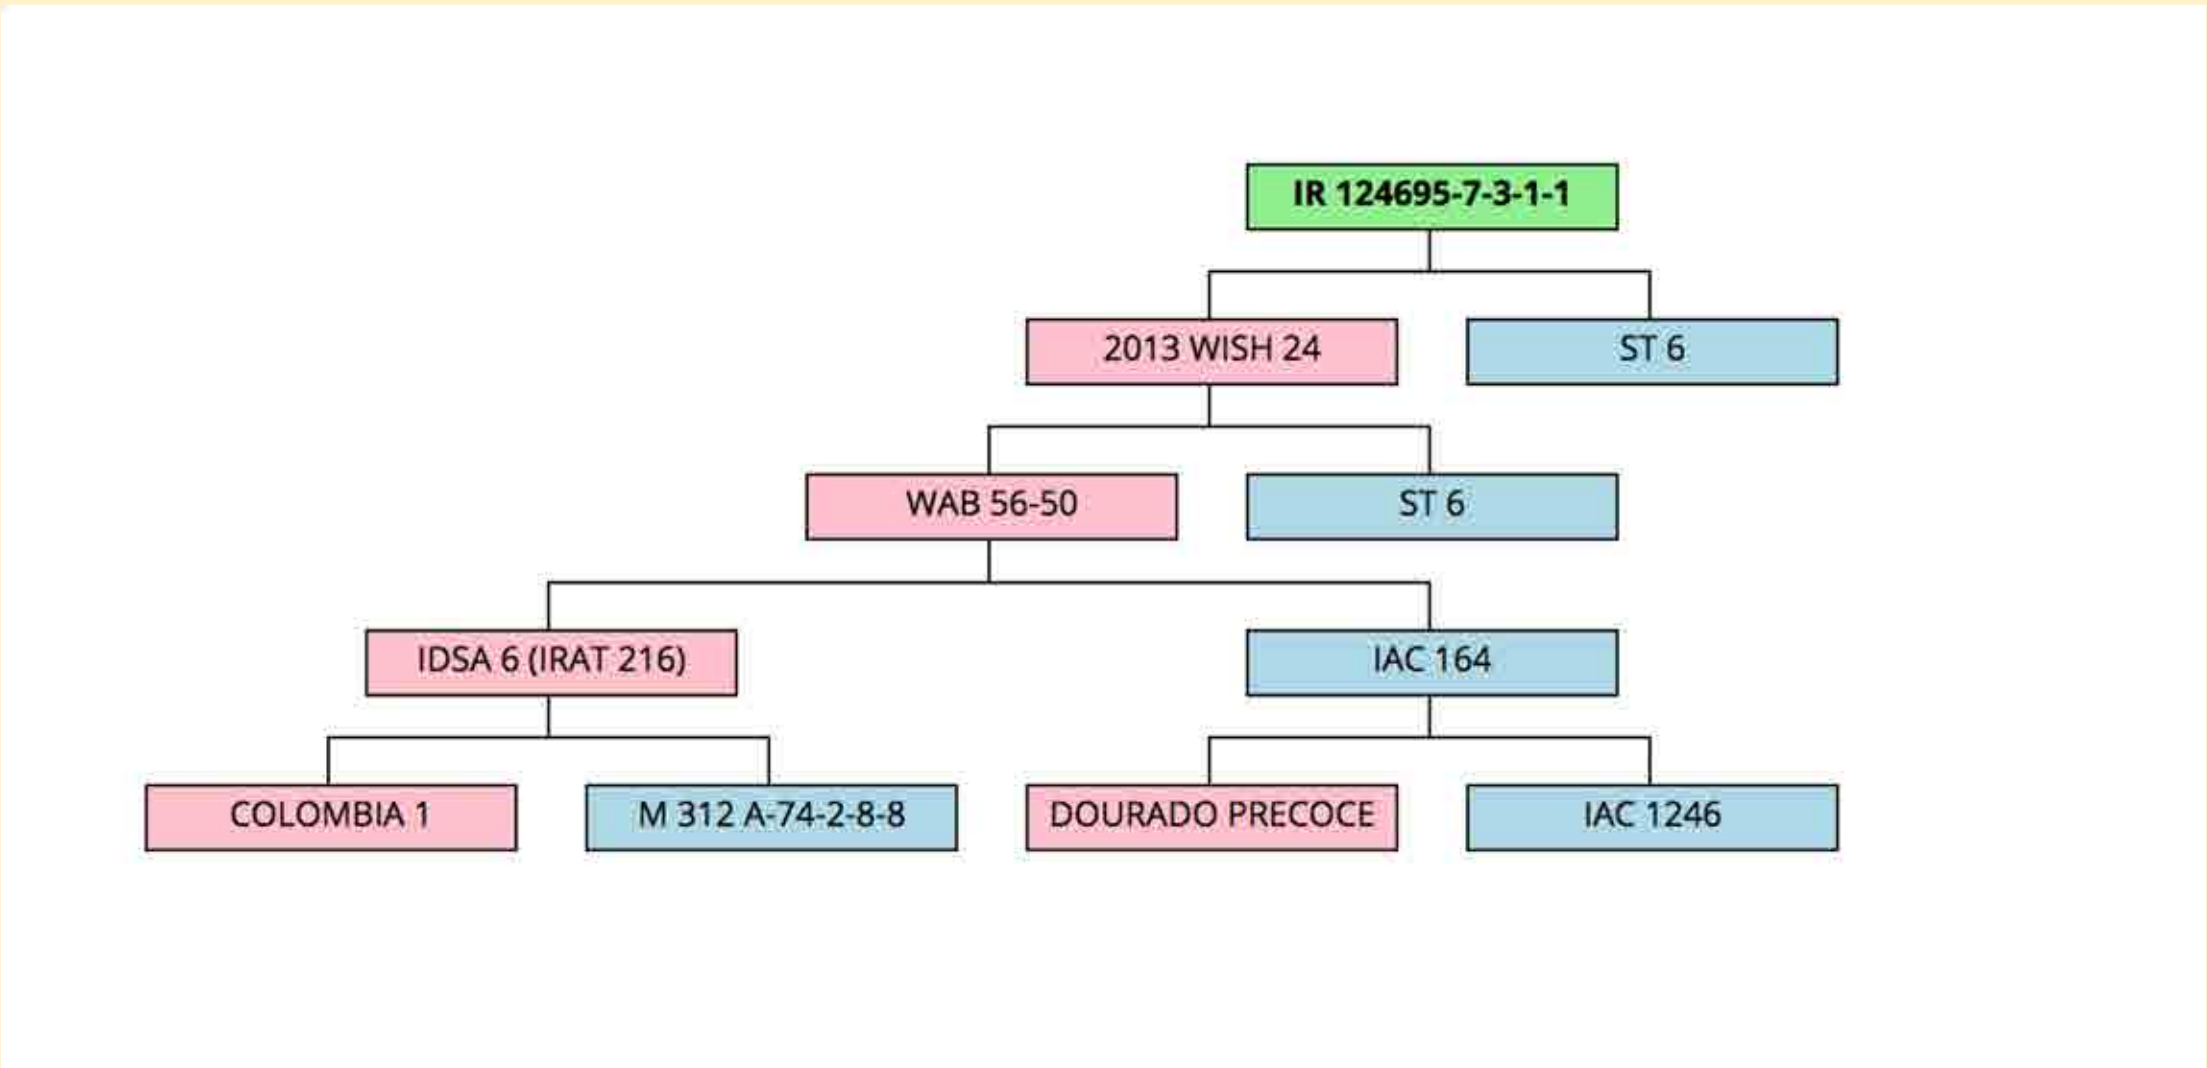 IR 124695-7-3-1-1
2013 WISH 24
ST 6
WAB 56-50
ST 6
IDSA 6 (IRAT 216)
IAC 164
COLOMBIA 1
M 312 A-74-2-8-8
DOURADO PRECOCE
IAC 1246